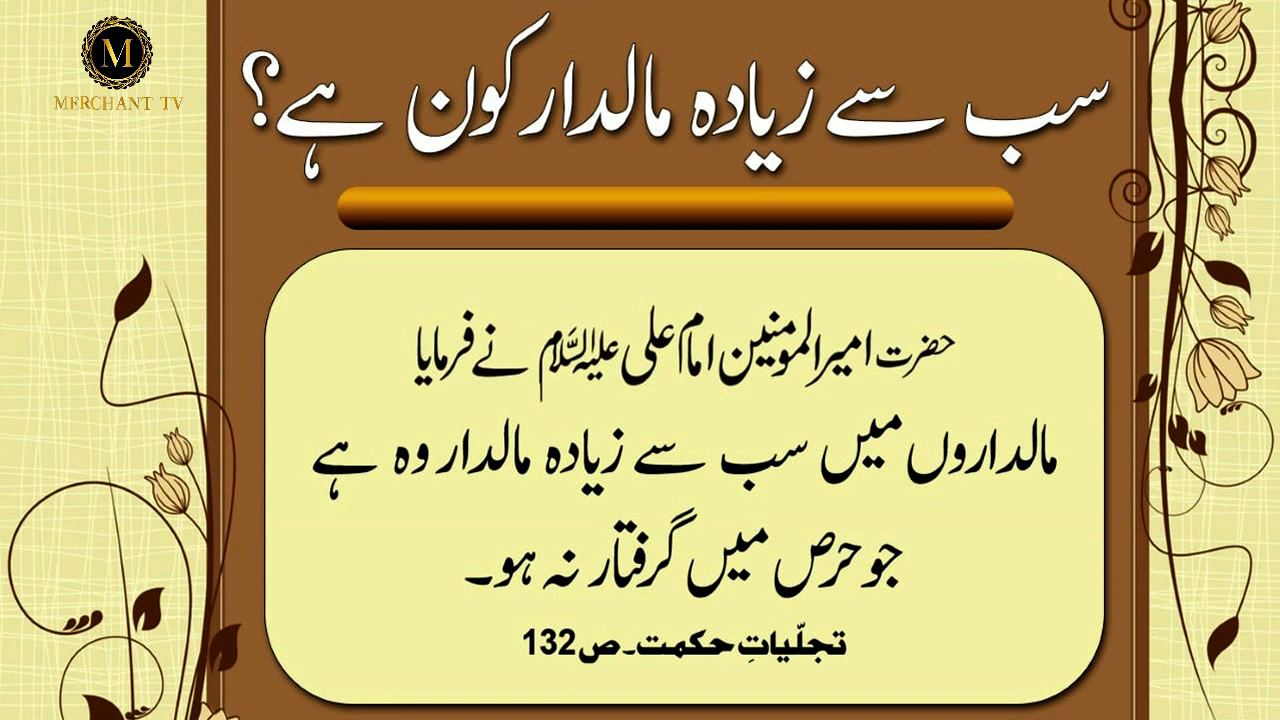 M
MERCHANT TV
سب سے زیادہ مالدار کون ہے؟
حضرت امیرالمومنین امام علی علیہ السّلام نے فرمایا
مالداروں میں سب سے زیادہ مالدار وہ ہے
جو حرص میں گرفتار نہ ہو۔
تجلّیاتِ حکمت۔ص132